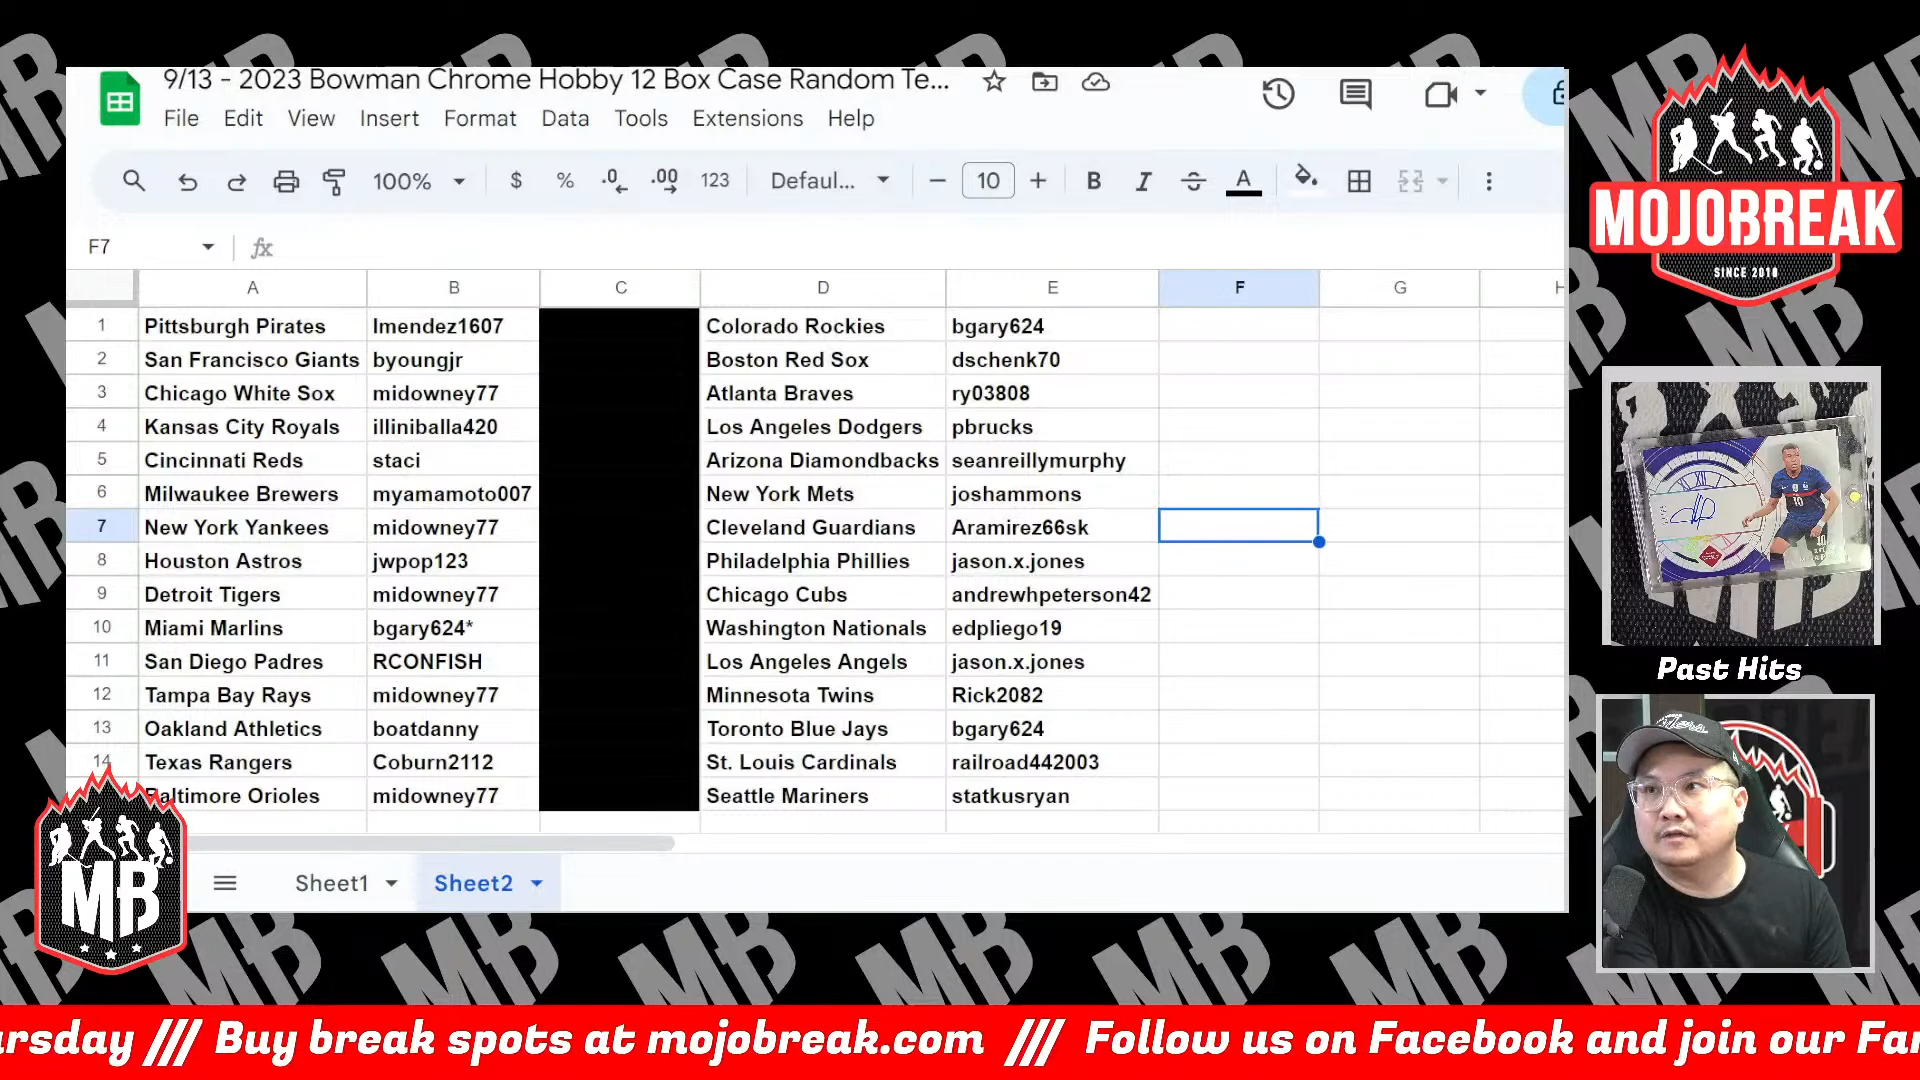 9/13 - 2023 Bowman Chrome Hobby 12 Box Case Random Te...
File Edit View Insert Format Data Tools Extensions Help
100% $ % .0 .00 123 Defaul... 10 B I A
F7 fx
A B C D E F G H
1 Pittsburgh Pirates lmendez1607 Colorado Rockies bgary624
2 San Francisco Giants byoungjr Boston Red Sox dschenk70
3 Chicago White Sox midowney77 Atlanta Braves ry03808
4 Kansas City Royals illiniballa420 Los Angeles Dodgers pbrucks
5 Cincinnati Reds staci Arizona Diamondbacks seanreillymurphy
6 Milwaukee Brewers myamamoto007 New York Mets joshammons
7 New York Yankees midowney77 Cleveland Guardians Aramirez66sk
8 Houston Astros jwpop123 Philadelphia Phillies jason.x.jones
9 Detroit Tigers midowney77 Chicago Cubs andrewhpeterson42
10 Miami Marlins bgary624* Washington Nationals edpliego19
11 San Diego Padres RCONFISH Los Angeles Angels jason.x.jones
12 Tampa Bay Rays midowney77 Minnesota Twins Rick2082
13 Oakland Athletics boatdanny Toronto Blue Jays bgary624
14 Texas Rangers Coburn2112 St. Louis Cardinals railroad442003
Baltimore Orioles midowney77 Seattle Mariners statkusryan
Sheet1 Sheet2
MOJOBREAK
SINCE 2010
Past Hits
MB
ursday /// Buy break spots at mojobreak.com /// Follow us on Facebook and join our Fan